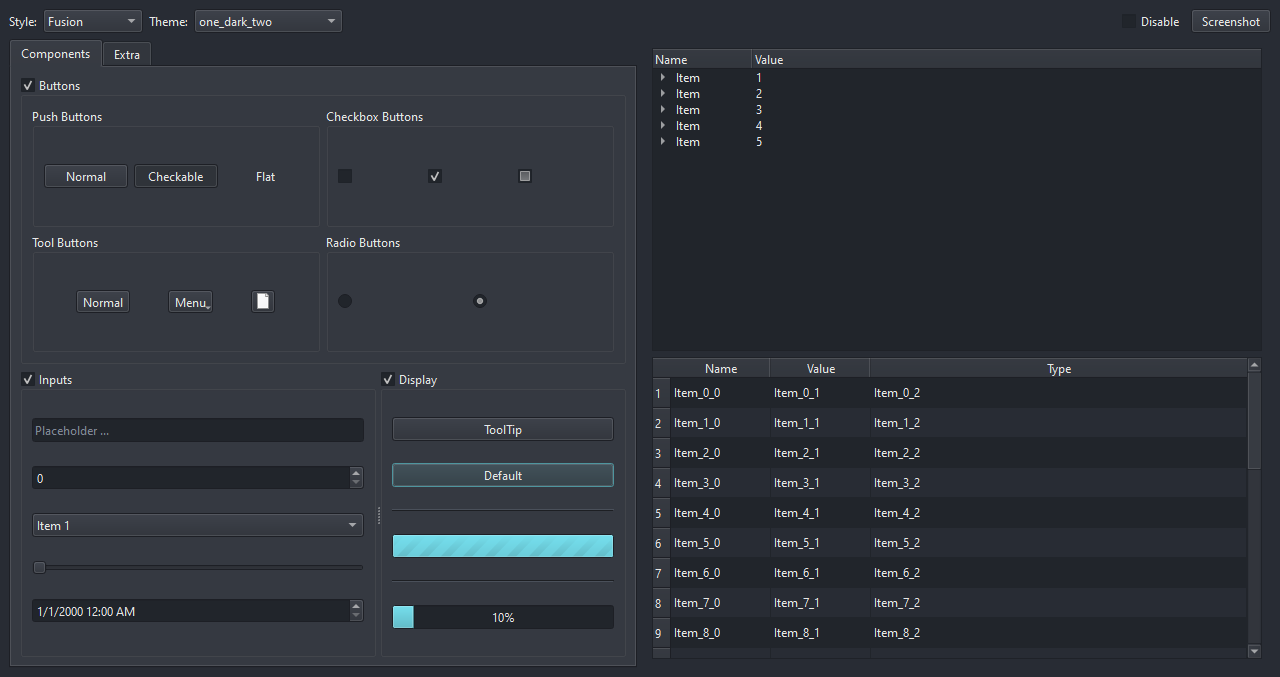 Style: Fusion Theme: one_dark_two Disable Screenshot
Components Extra
Buttons
Push Buttons
Normal Checkable Flat
Checkbox Buttons
Tool Buttons
Normal Menu
Radio Buttons
Inputs
Placeholder ...
0
Item 1
1/1/2000 12:00 AM
Display
ToolTip
Default
10%
Name Value
Item 1
Item 2
Item 3
Item 4
Item 5
Name Value Type
1 Item_0_0 Item_0_1 Item_0_2
2 Item_1_0 Item_1_1 Item_1_2
3 Item_2_0 Item_2_1 Item_2_2
4 Item_3_0 Item_3_1 Item_3_2
5 Item_4_0 Item_4_1 Item_4_2
6 Item_5_0 Item_5_1 Item_5_2
7 Item_6_0 Item_6_1 Item_6_2
8 Item_7_0 Item_7_1 Item_7_2
9 Item_8_0 Item_8_1 Item_8_2